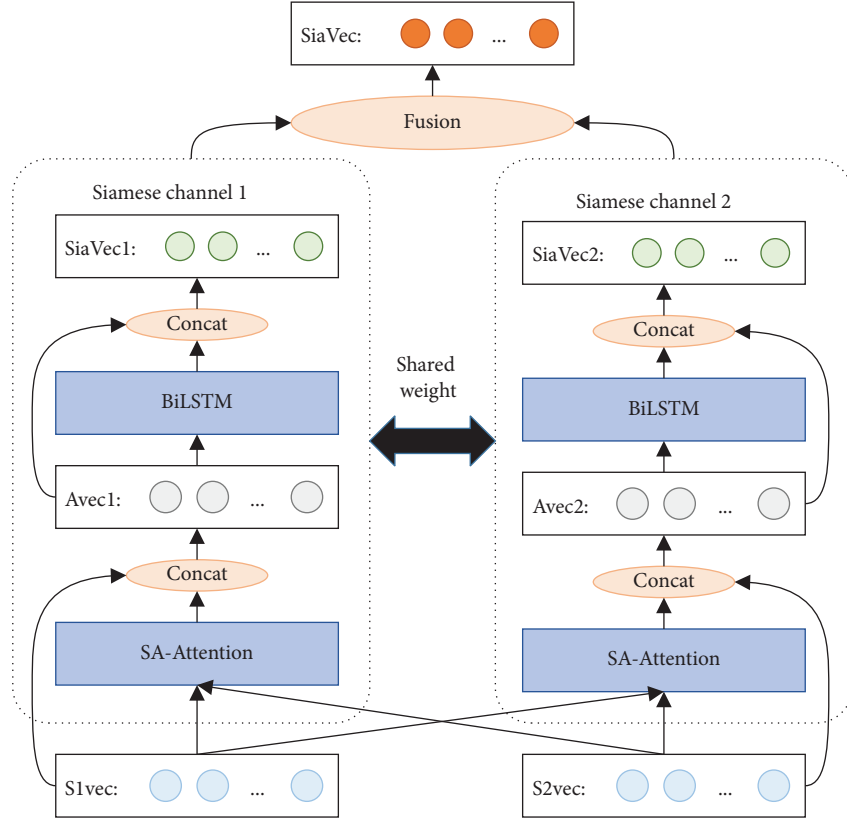 SiaVec: ...
Fusion
Siamese channel 1
SiaVec1: ...
Concat
BiLSTM
Avec1: ...
Concat
SA-Attention
S1vec: ...
Shared
weight
Siamese channel 2
SiaVec2: ...
Concat
BiLSTM
Avec2: ...
Concat
SA-Attention
S2vec: ...